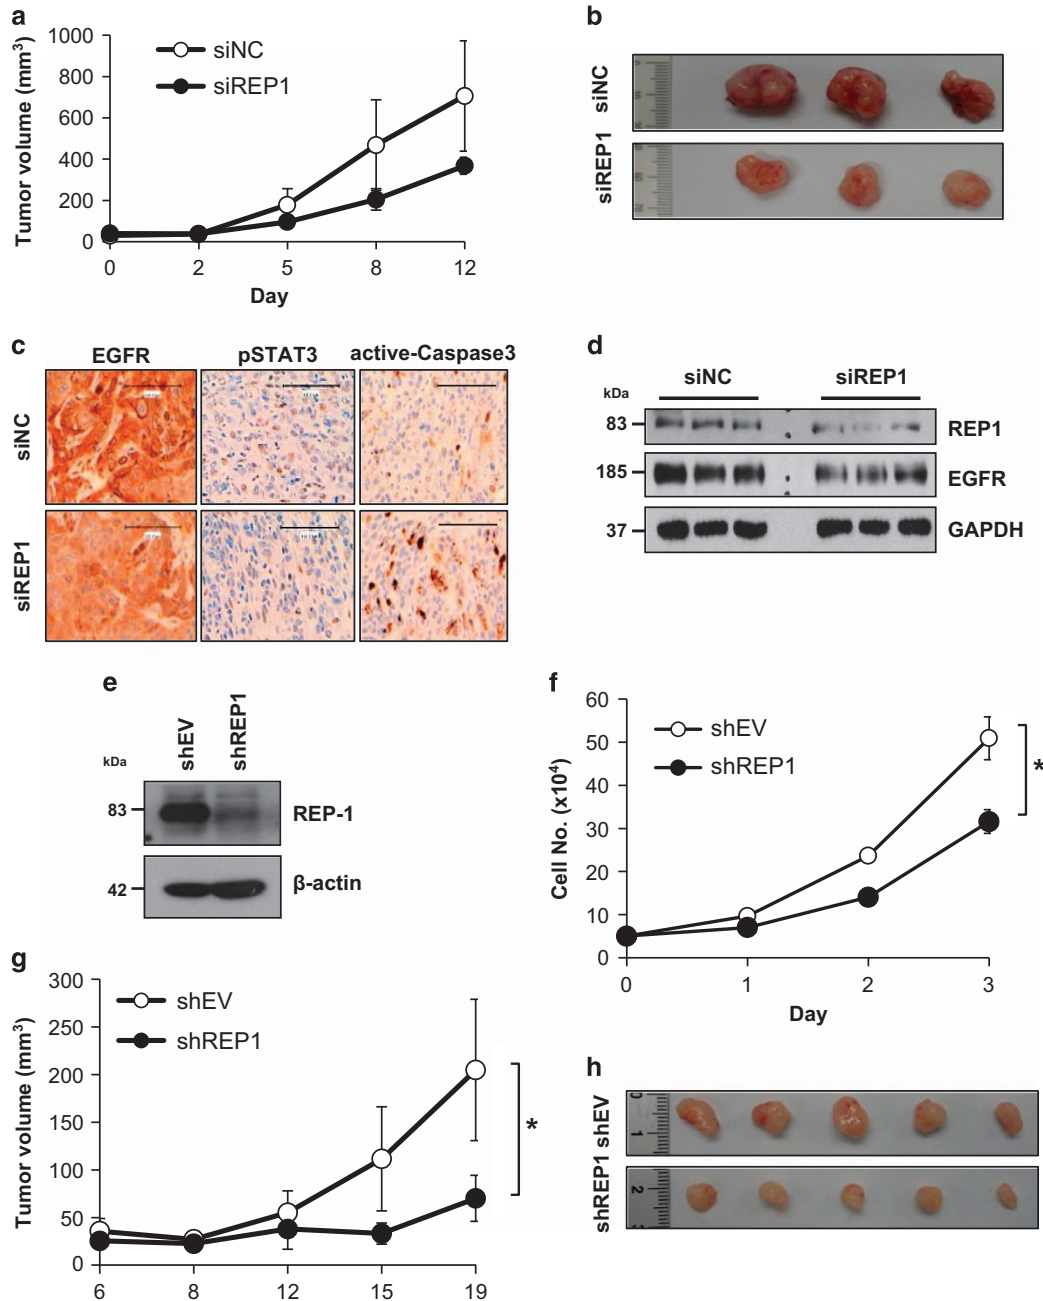 a
Tumor volume (mm³)
1000
800
600
400
200
0
siNC
siREP1
0 2 5 8 12
Day
b
siNC
siREP1
c
EGFR pSTAT3 active-Caspase3
siNC
siREP1
d
siNC siREP1
kDa
83 REP1
185 EGFR
37 GAPDH
e
shEV shREP1
kDa
83 REP-1
42 β-actin
f
Cell No. (x10⁴)
60
50
40
30
20
10
0
shEV
shREP1
*
0 1 2 3
Day
g
Tumor volume (mm³)
300
250
200
150
100
50
0
shEV
shREP1
*
6 8 12 15 19
h
shEV
0
1
shREP1
2